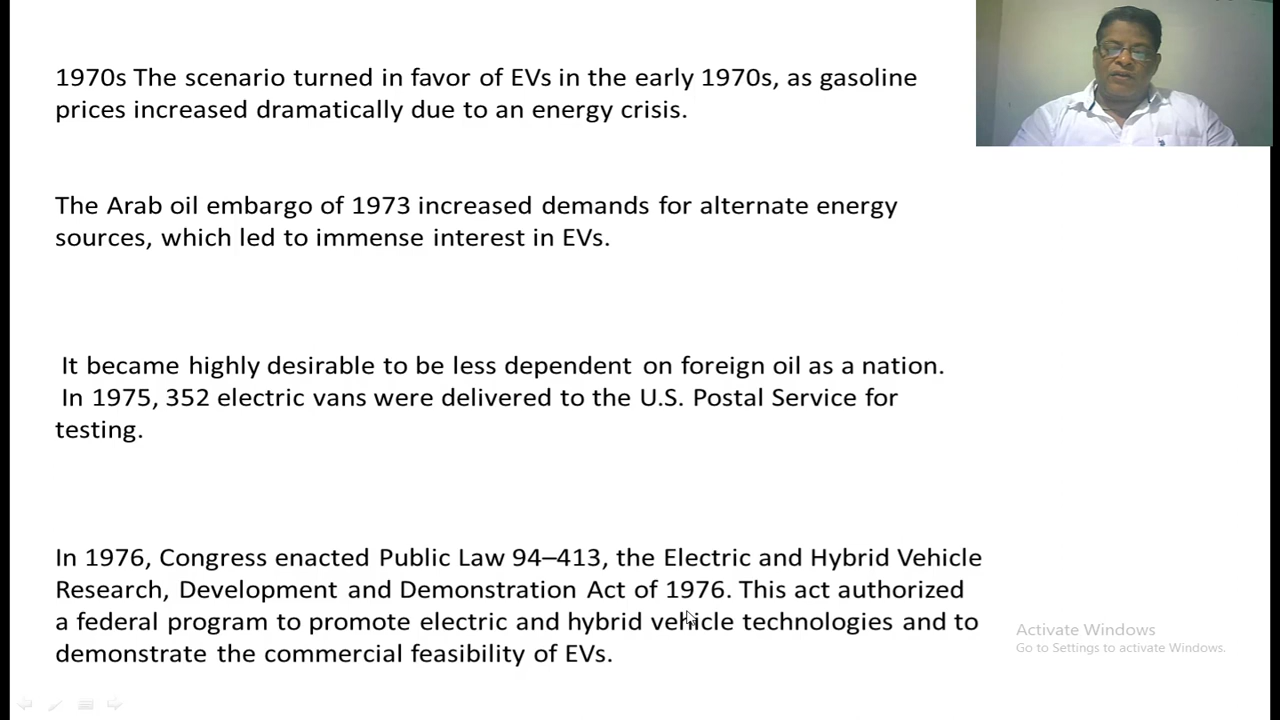 1970s The scenario turned in favor of EVs in the early 1970s, as gasoline
prices increased dramatically due to an energy crisis.
The Arab oil embargo of 1973 increased demands for alternate energy
sources, which led to immense interest in EVs.
It became highly desirable to be less dependent on foreign oil as a nation.
In 1975, 352 electric vans were delivered to the U.S. Postal Service for
testing.
In 1976, Congress enacted Public Law 94–413, the Electric and Hybrid Vehicle
Research, Development and Demonstration Act of 1976. This act authorized
a federal program to promote electric and hybrid vehicle technologies and to
demonstrate the commercial feasibility of EVs.
Activate Windows
Go to Settings to activate Windows.